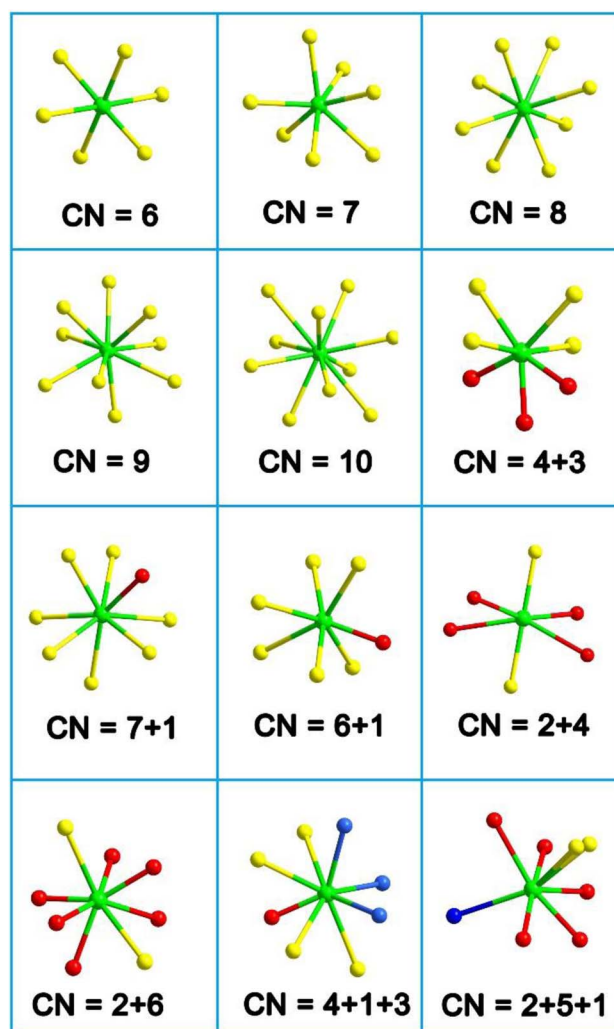 CN = 6
CN = 7
CN = 8
CN = 9
CN = 10
CN = 4+3
CN = 7+1
CN = 6+1
CN = 2+4
CN = 2+6
CN = 4+1+3
CN = 2+5+1